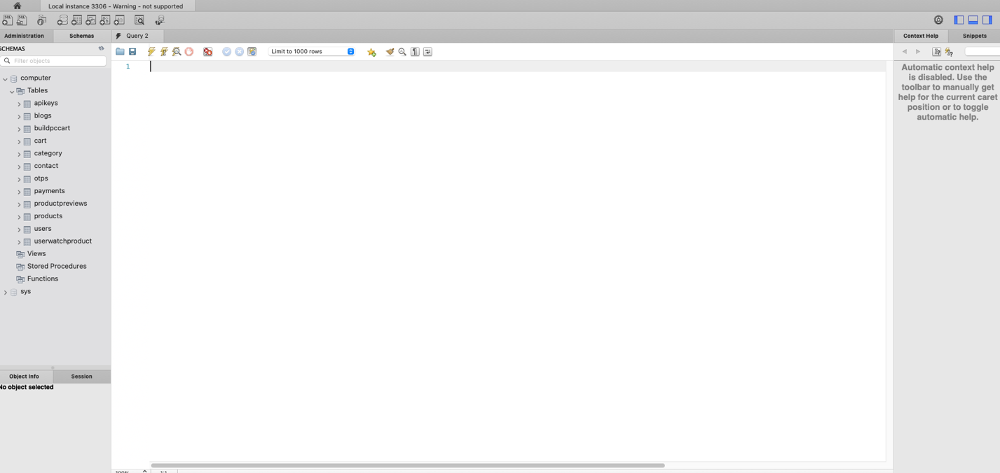 Local instance 3306 - Warning - not supported
Administration
Schemas
Query 2
Context Help
Snippets
SCHEMAS
Filter objects
Limit to 1000 rows
1
computer
Tables
apikeys
blogs
buildpccart
cart
category
contact
otps
payments
productpreviews
products
users
userwatchproduct
Views
Stored Procedures
Functions
sys
Automatic context help
is disabled. Use the
toolbar to manually get
help for the current caret
position or to toggle
automatic help.
Object Info
Session
No object selected
100%
1:1